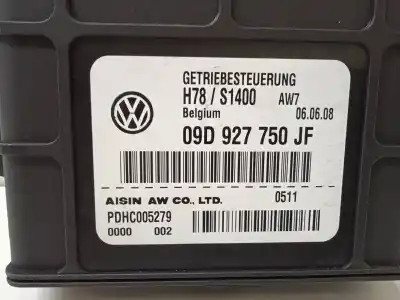 GETRIEBESTEUERUNG
H78 / S1400 AW7
Belgium 06.06.08
09D 927 750 JF
AISIN AW CO., LTD. 0511
PDHC005279
0000 002